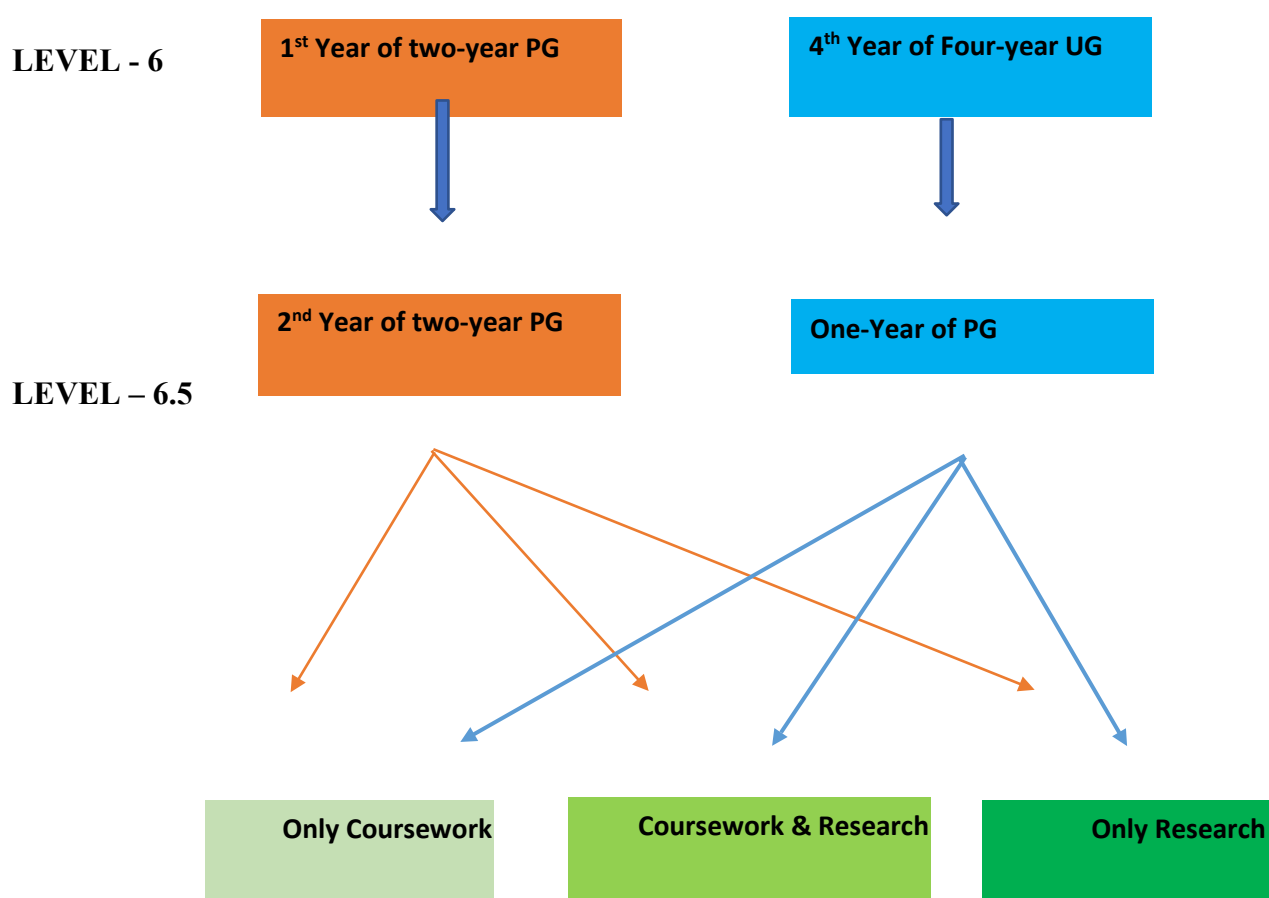 LEVEL - 6
1st Year of two-year PG
4th Year of Four-year UG
2nd Year of two-year PG
One-Year of PG
LEVEL – 6.5
Only Coursework
Coursework & Research
Only Research